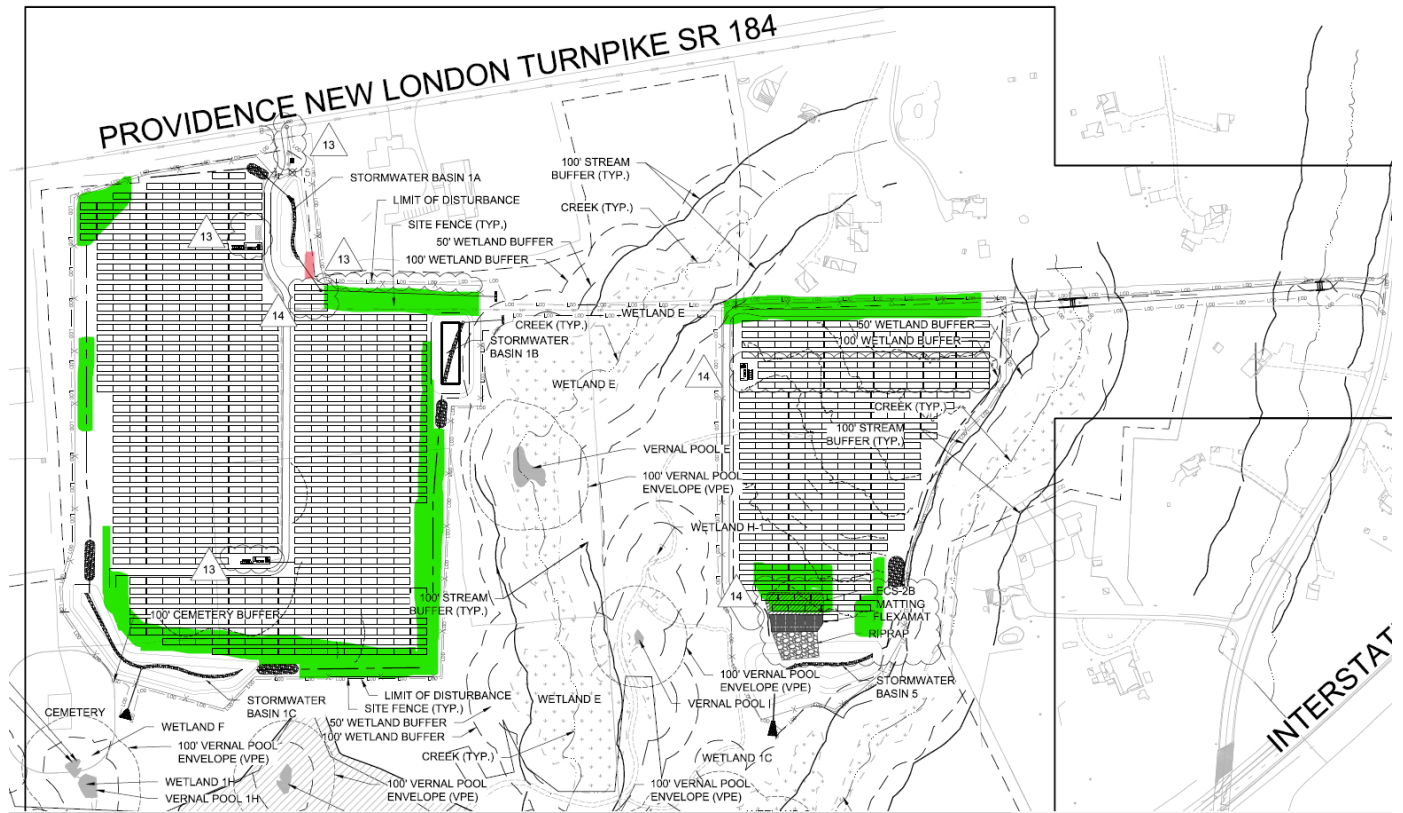 PROVIDENCE NEW LONDON TURNPIKE SR 184
13
STORMWATER BASIN 1A
LIMIT OF DISTURBANCE
SITE FENCE (TYP.)
50' WETLAND BUFFER
100' WETLAND BUFFER
100' STREAM
BUFFER (TYP.)
CREEK (TYP.)
13
13
14
CREEK (TYP.)
STORMWATER
BASIN 1B
WETLAND E
WETLAND E
50' WETLAND BUFFER
100' WETLAND BUFFER
14
CREEK (TYP.)
100' STREAM
BUFFER (TYP.)
VERNAL POOL E
100' VERNAL POOL
ENVELOPE (VPE)
WETLAND H
13
14
100' STREAM
BUFFER (TYP.)
100' CEMETERY BUFFER
ECS-2B
MATTING
FLEXAMAT
RIPRAP
100' VERNAL POOL
ENVELOPE (VPE)
VERNAL POOL I
STORMWATER
BASIN 5
LIMIT OF DISTURBANCE
SITE FENCE (TYP.)
50' WETLAND BUFFER
100' WETLAND BUFFER
CREEK (TYP.)
WETLAND E
STORMWATER
BASIN 1C
CEMETERY
WETLAND F
100' VERNAL POOL
ENVELOPE (VPE)
WETLAND 1H
VERNAL POOL 1H
100' VERNAL POOL
ENVELOPE (VPE)
WETLAND 1C
100' VERNAL POOL
ENVELOPE (VPE)
INTERSTAT